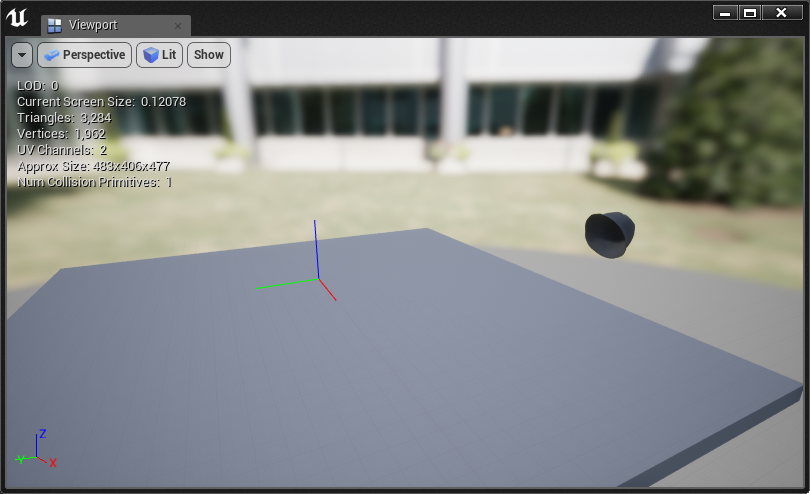 Viewport
Perspective
Lit
Show
LOD: 0
Current Screen Size: 0.12078
Triangles: 3,284
Vertices: 1,962
UV Channels: 2
Approx Size: 483x406x477
Num Collision Primitives: 1
Z
Y
X